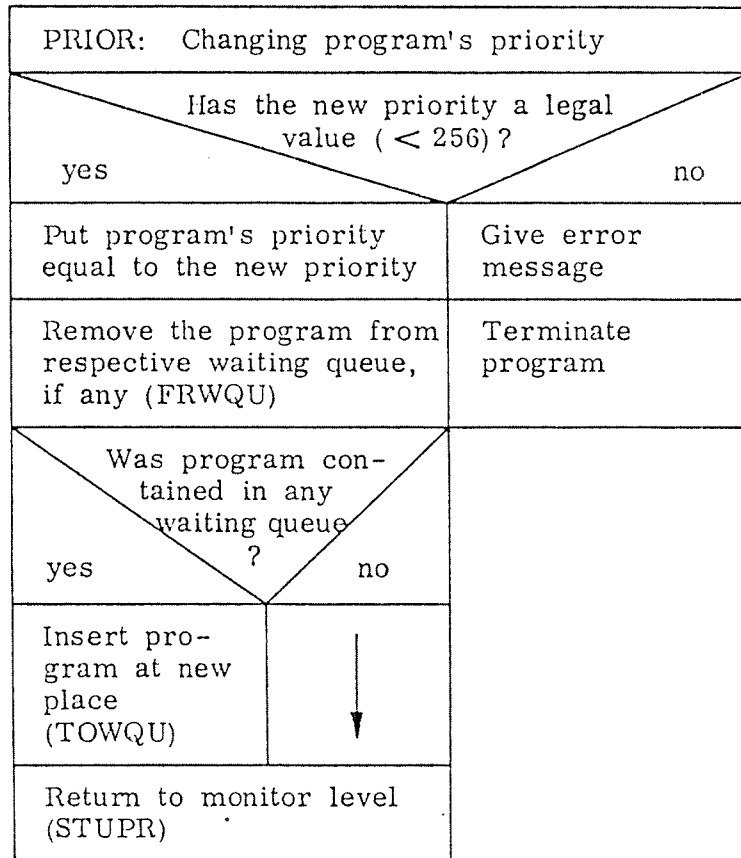 PRIOR: Changing program's priority
Has the new priority a legal
value ( < 256) ?
yes
no
Put program's priority
equal to the new priority
Give error
message
Remove the program from
respective waiting queue,
if any (FRWQU)
Terminate
program
Was program con-
tained in any
waiting queue
?
yes
no
Insert pro-
gram at new
place
(TOWQU)
Return to monitor level
(STUPR)